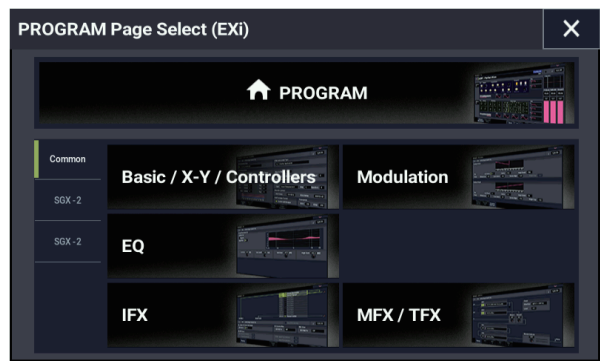 PROGRAM Page Select (EXi)
PROGRAM
Common
Basic / X-Y / Controllers
Modulation
SGX-2
SGX-2
EQ
IFX
MFX / TFX